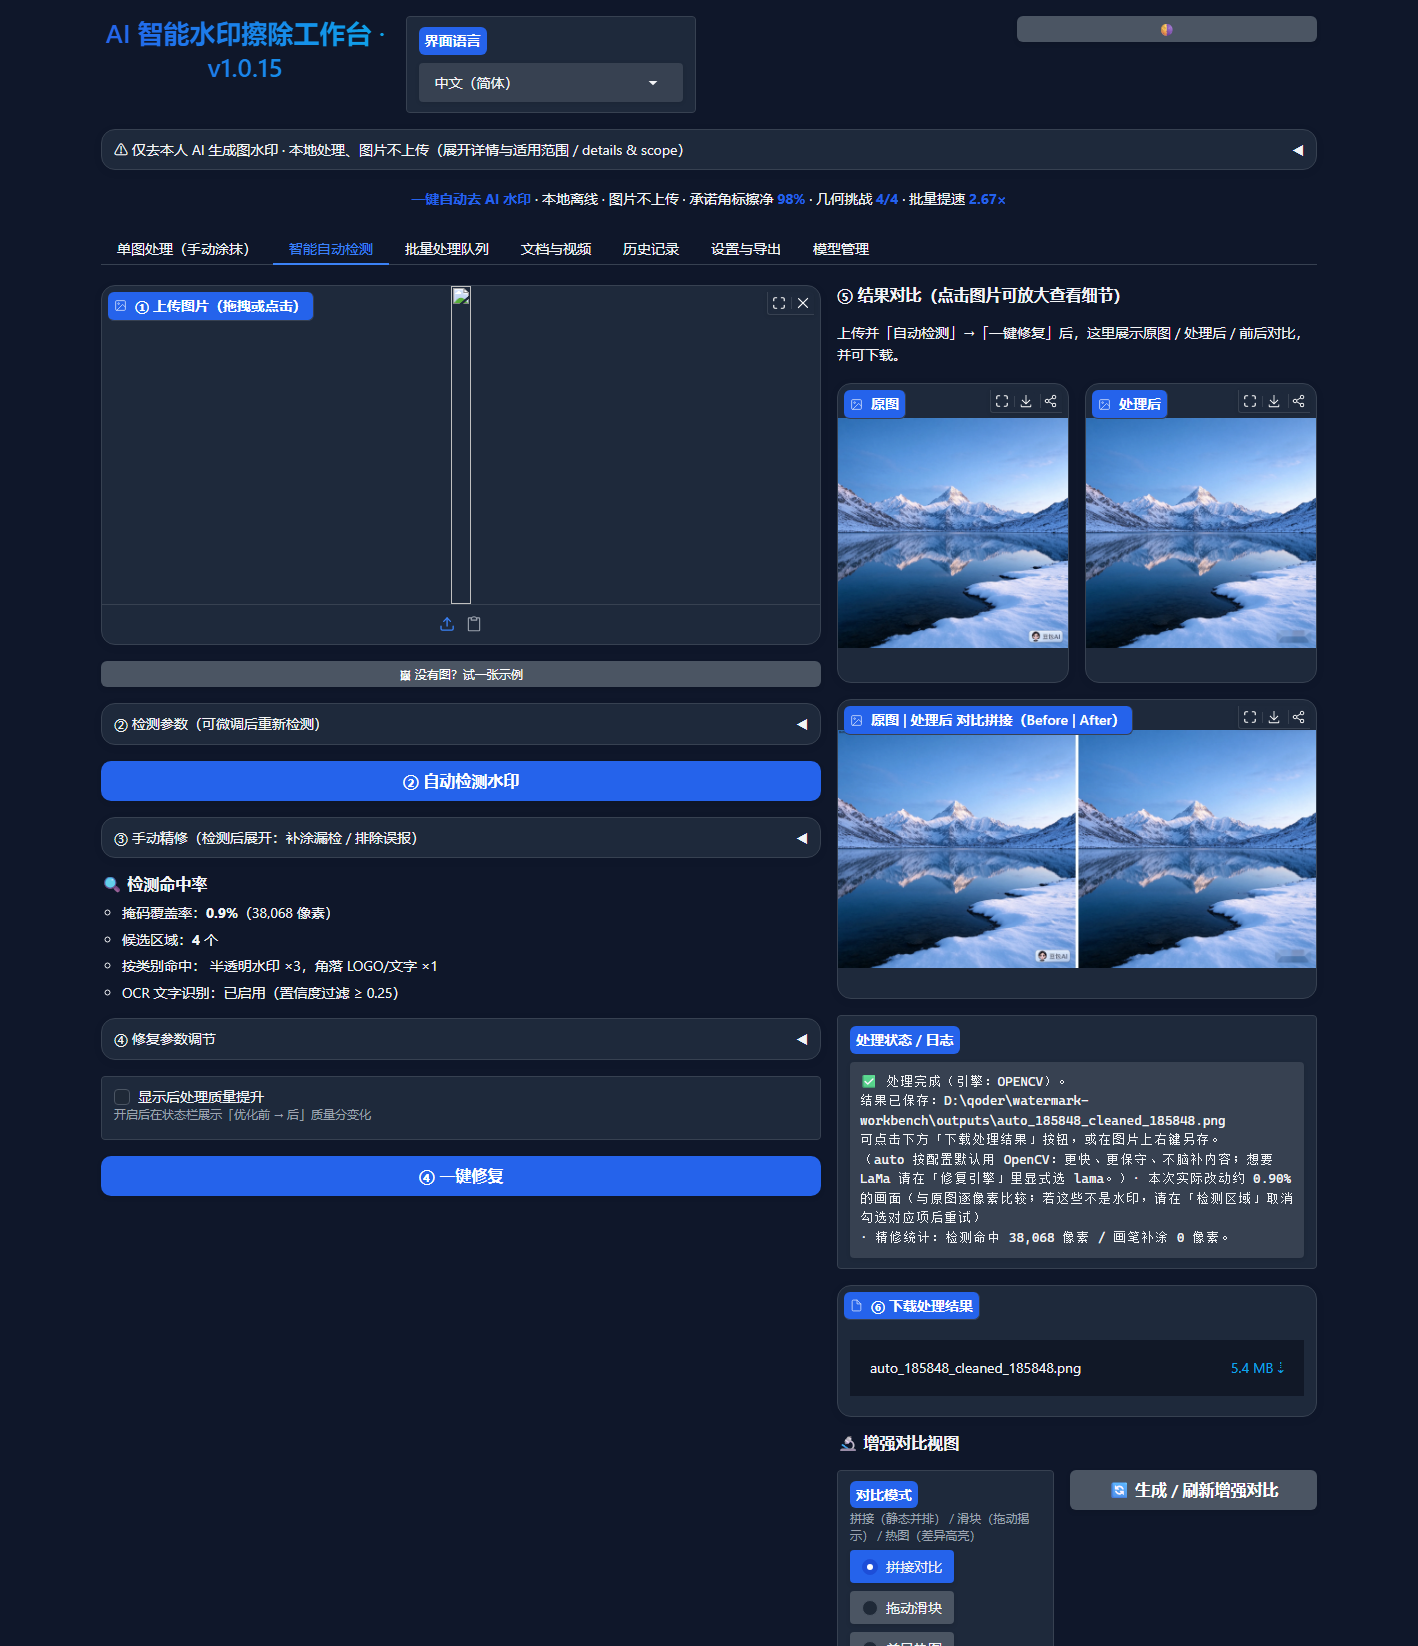 AI 智能水印擦除工作台 ·
v1.0.15
界面语言
中文（简体）
⚠ 仅去本人 AI 生成图水印 · 本地处理、图片不上传（展开详情与适用范围 / details & scope）
一键自动去 AI 水印 · 本地离线 · 图片不上传 · 承诺角标擦净 98% · 几何挑战 4/4 · 批量提速 2.67×
单图处理（手动涂抹） 智能自动检测 批量处理队列 文档与视频 历史记录 设置与导出 模型管理
① 上传图片（拖拽或点击）
没有图？试一张示例
② 检测参数（可微调后重新检测）
② 自动检测水印
③ 手动精修（检测后展开：补涂漏检 / 排除误报）
🔍 检测命中率
掩码覆盖率：0.9%（38,068 像素）
候选区域：4 个
按类别命中： 半透明水印 ×3，角落 LOGO/文字 ×1
OCR 文字识别：已启用（置信度过滤 ≥ 0.25）
④ 修复参数调节
显示后处理质量提升
开启后在状态栏展示「优化前 → 后」质量分变化
④ 一键修复
⑤ 结果对比（点击图片可放大查看细节）
上传并「自动检测」→「一键修复」后，这里展示原图 / 处理后 / 前后对比，
并可下载。
原图
处理后
豆包AI
原图 | 处理后 对比拼接（Before | After）
豆包AI
处理状态 / 日志
✅ 处理完成（引擎：OPENCV）。
结果已保存：D:\qoder\watermark-
workbench\outputs\auto_185848_cleaned_185848.png
可点击下方「下载处理结果」按钮，或在图片上右键另存。
（auto 按配置默认用 OpenCV：更快、更保守、不脑补内容；想要
LaMa 请在「修复引擎」里显式选 lama。）· 本次实际改动约 0.90%
的画面（与原图逐像素比较；若这些不是水印，请在「检测区域」取消
勾选对应项后重试）
· 精修统计：检测命中 38,068 像素 / 画笔补涂 0 像素。
⑥ 下载处理结果
auto_185848_cleaned_185848.png 5.4 MB ⇣
🔬 增强对比视图
对比模式
拼接（静态并排） / 滑块（拖动揭
示） / 热图（差异高亮）
拼接对比
拖动滑块
🔄 生成 / 刷新增强对比